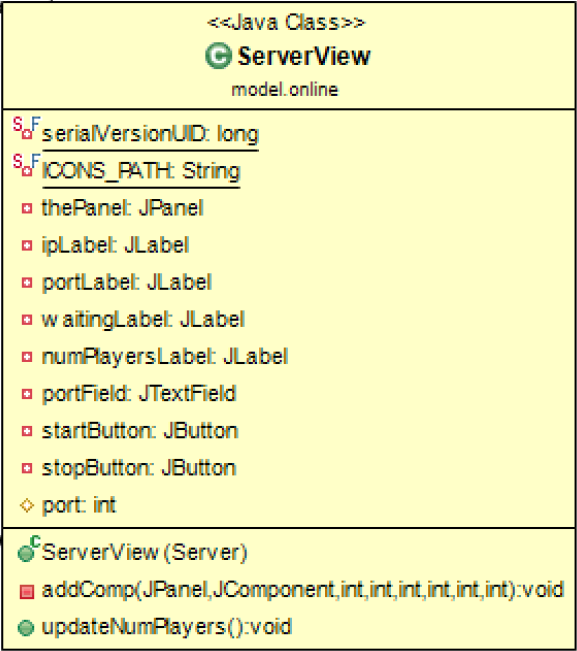 <<Java Class>>
C ServerView
model.online
S F serialVersionUID: long
S F ICONS_PATH: String
thePanel: JPanel
ipLabel: JLabel
portLabel: JLabel
waitingLabel: JLabel
numPlayersLabel: JLabel
portField: JTextField
startButton: JButton
stopButton: JButton
port: int
C ServerView(Server)
addComp(JPanel,JComponent,int,int,int,int,int,int):void
updateNumPlayers():void